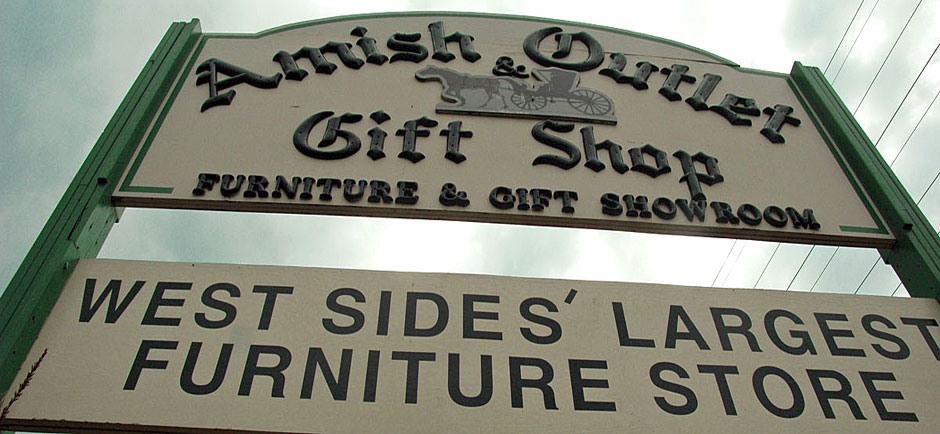 Amish Outlet
&
Gift Shop
FURNITURE & GIFT SHOWROOM
WEST SIDES' LARGEST
FURNITURE STORE